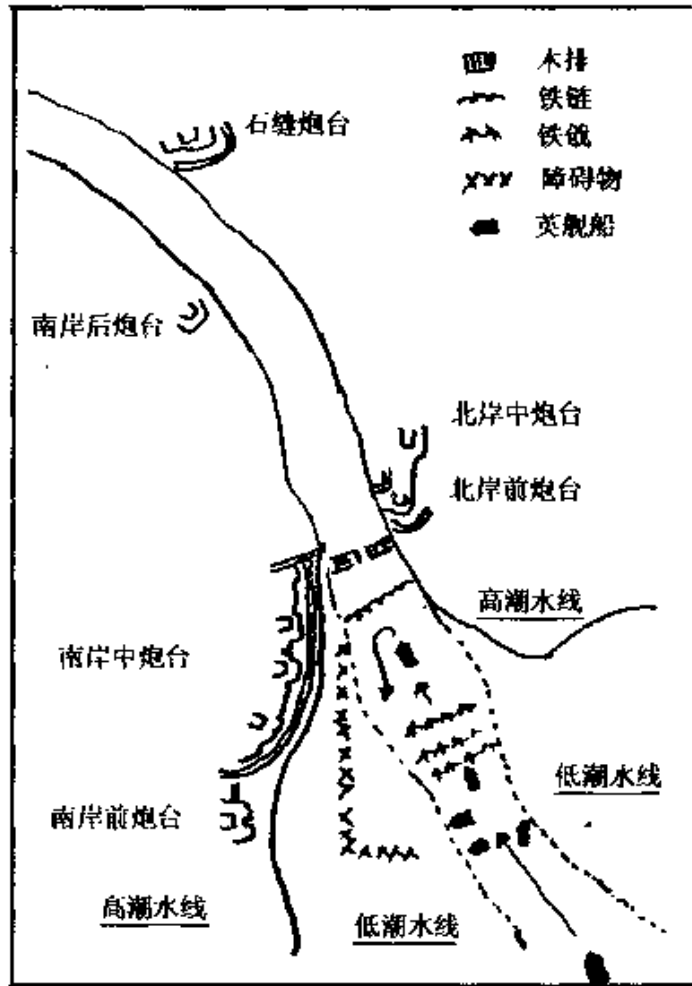 木排
石缝炮台
铁链
铁戗
障碍物
英舰船
南岸后炮台
北岸中炮台
北岸前炮台
高潮水线
南岸中炮台
低潮水线
南岸前炮台
高潮水线
低潮水线